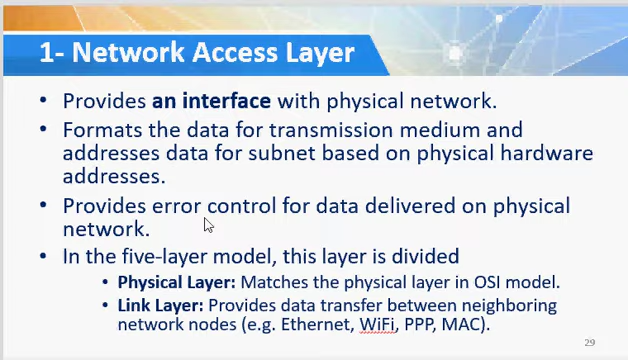 1- Network Access Layer
• Provides an interface with physical network.
• Formats the data for transmission medium and
addresses data for subnet based on physical hardware
addresses.
• Provides error control for data delivered on physical
network.
• In the five-layer model, this layer is divided
• Physical Layer: Matches the physical layer in OSI model.
• Link Layer: Provides data transfer between neighboring
network nodes (e.g. Ethernet, WiFi, PPP, MAC).
29